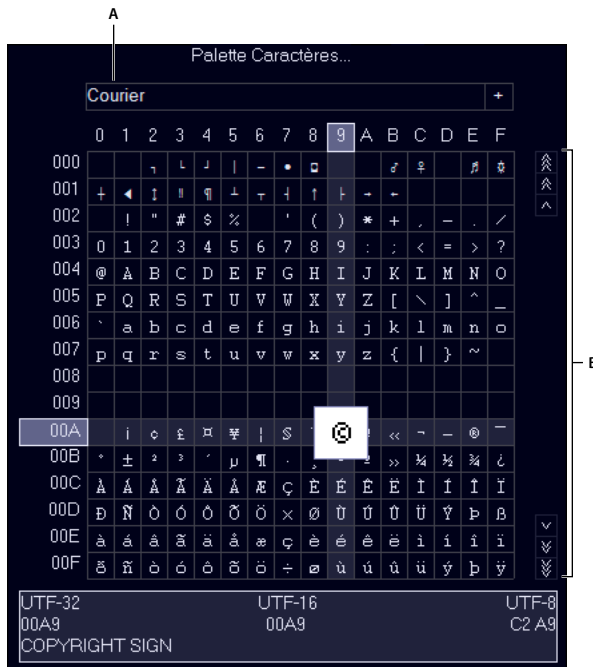 A
Palette Caractères...
Courier +
0 1 2 3 4 5 6 7 8 9 A B C D E F
000 ┐ └ ┘ │ – • ◘ ♂ ♀ ♬ ☼
001 ┼ ◄ ↕ ‼ ¶ ┴ ┬ ┤ ↑ ├ → ←
002 ! " # $ % ' ( ) * + , – . /
003 0 1 2 3 4 5 6 7 8 9 : ; < = > ?
004 @ A B C D E F G H I J K L M N O
005 P Q R S T U V W X Y Z [ \ ] ^ _
006 ` a b c d e f g h i j k l m n o
007 p q r s t u v w x y z { | } ~
008
009
00A ¡ ¢ £ ¤ ¥ ¦ § © « ¬ – ® ¯
00B ° ± ² ³ ´ µ ¶ · ¸ º » ¼ ½ ¾ ¿
00C À Á Â Ã Ä Å Æ Ç È É Ê Ë Ì Í Î Ï
00D Ð Ñ Ò Ó Ô Õ Ö × Ø Ù Ú Û Ü Ý Þ ß
00E à á â ã ä å æ ç è é ê ë ì í î ï
00F ð ñ ò ó ô õ ö ÷ ø ù ú û ü ý þ ÿ
B
UTF-32 UTF-16 UTF-8
00A9 00A9 C2 A9
COPYRIGHT SIGN